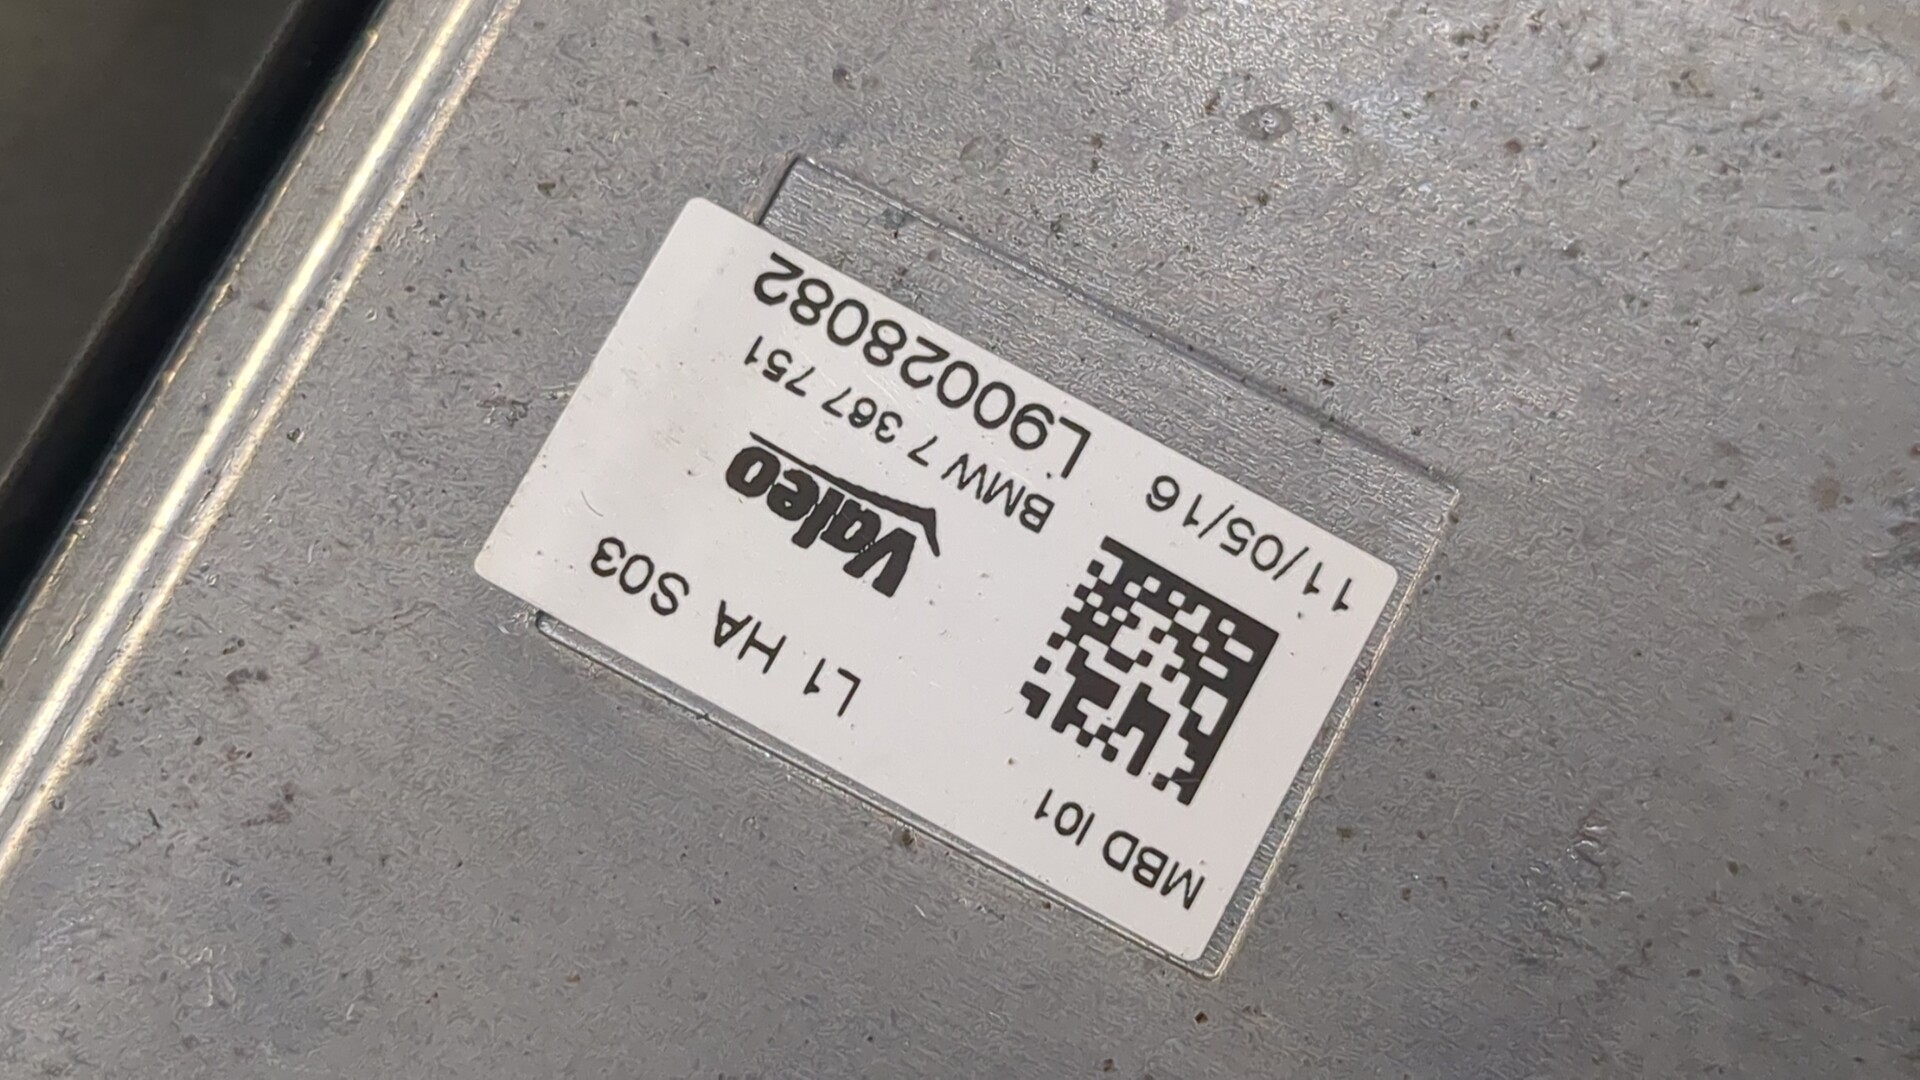 MBD I01
L1 HA S03
Valeo
BMW 7 367 751
11/05/16 L90028082